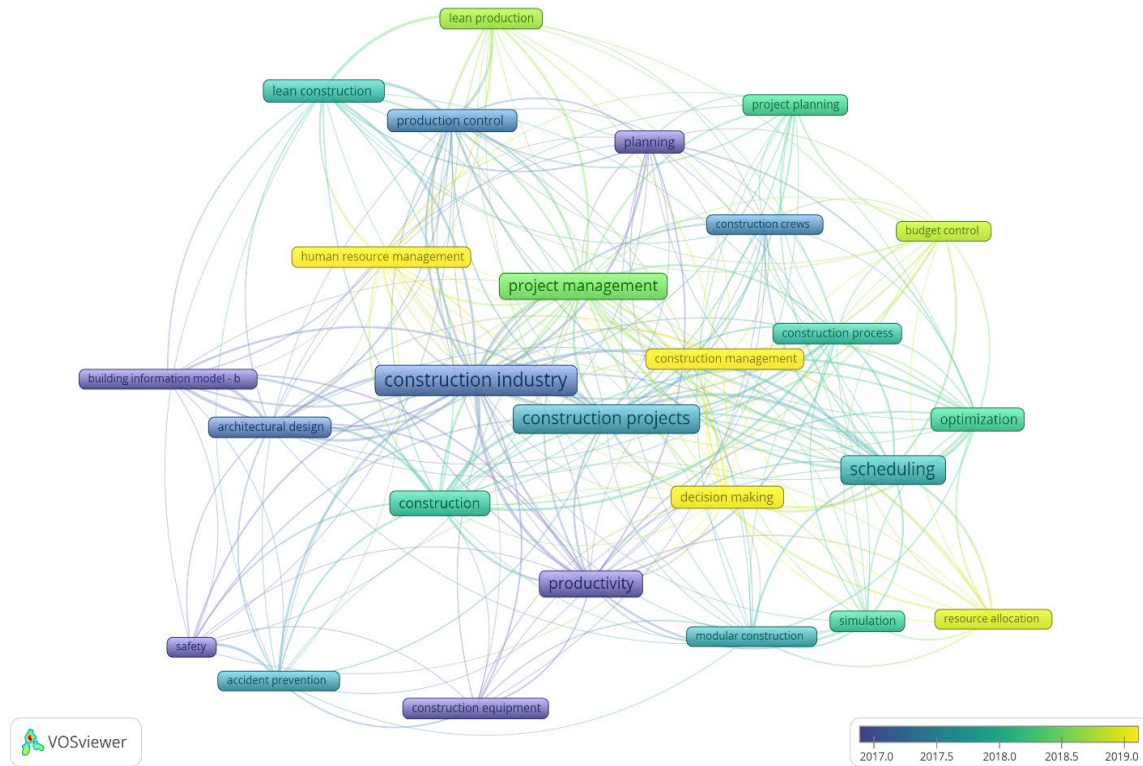 lean production
lean construction
project planning
production control
planning
construction crews
budget control
human resource management
project management
construction process
construction management
building information model - b
construction industry
construction projects
optimization
architectural design
scheduling
decision making
construction
productivity
simulation
resource allocation
modular construction
safety
accident prevention
construction equipment
VOSviewer
2017.0 2017.5 2018.0 2018.5 2019.0